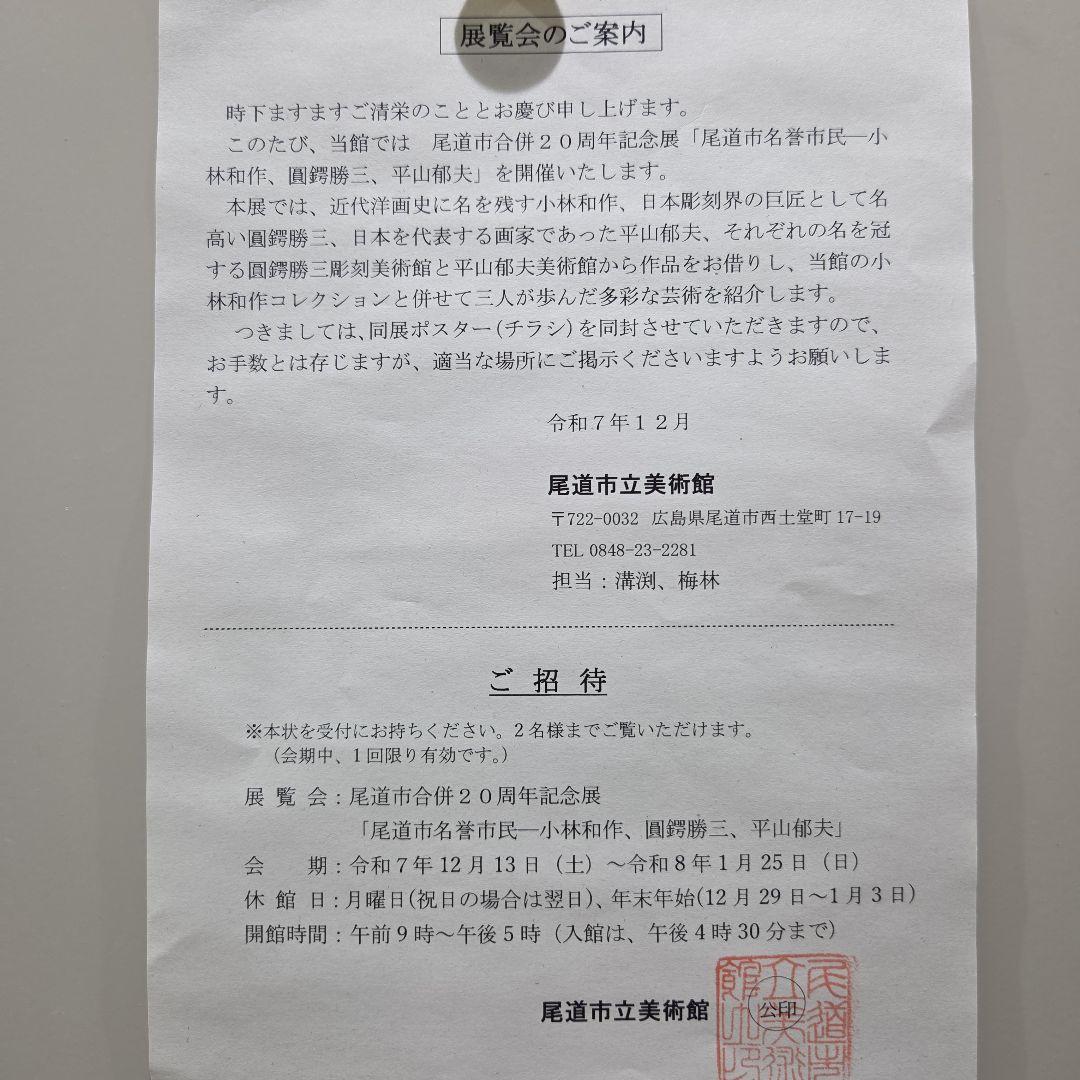 展覧会のご案内
時下ますますご清栄のこととお慶び申し上げます。
このたび、当館では　尾道市合併２０周年記念展「尾道市名誉市民―小
林和作、圓鍔勝三、平山郁夫」を開催いたします。
本展では、近代洋画史に名を残す小林和作、日本彫刻界の巨匠として名
高い圓鍔勝三、日本を代表する画家であった平山郁夫、それぞれの名を冠
する圓鍔勝三彫刻美術館と平山郁夫美術館から作品をお借りし、当館の小
林和作コレクションと併せて三人が歩んだ多彩な芸術を紹介します。
つきましては、同展ポスター（チラシ）を同封させていただきますので、
お手数とは存じますが、適当な場所にご掲示くださいますようお願いしま
す。
令和７年１２月
尾道市立美術館
〒722-0032 広島県尾道市西土堂町 17-19
TEL 0848-23-2281
担当：溝渕、梅林
ご 招 待
※本状を受付にお持ちください。2 名様までご覧いただけます。
（会期中、1 回限り有効です。）
展 覧 会：尾道市合併２０周年記念展
「尾道市名誉市民―小林和作、圓鍔勝三、平山郁夫」
会　　期：令和７年 12 月 13 日（土）～令和８年１月 25 日（日）
休 館 日：月曜日(祝日の場合は翌日)、年末年始(12 月 29 日～1 月 3 日)
開館時間：午前９時～午後５時（入館は、午後４時 30 分まで）
尾道市立美術館 公印